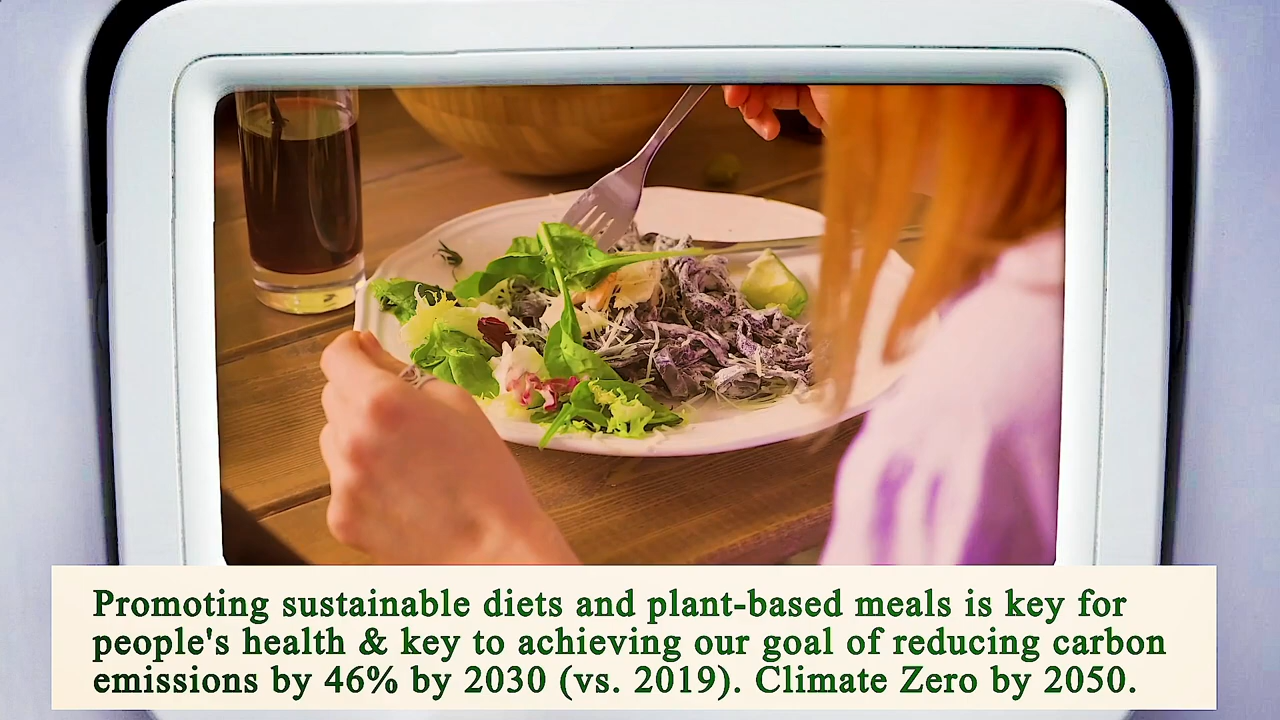 Promoting sustainable diets and plant-based meals is key for
people's health & key to achieving our goal of reducing carbon
emissions by 46% by 2030 (vs. 2019). Climate Zero by 2050.